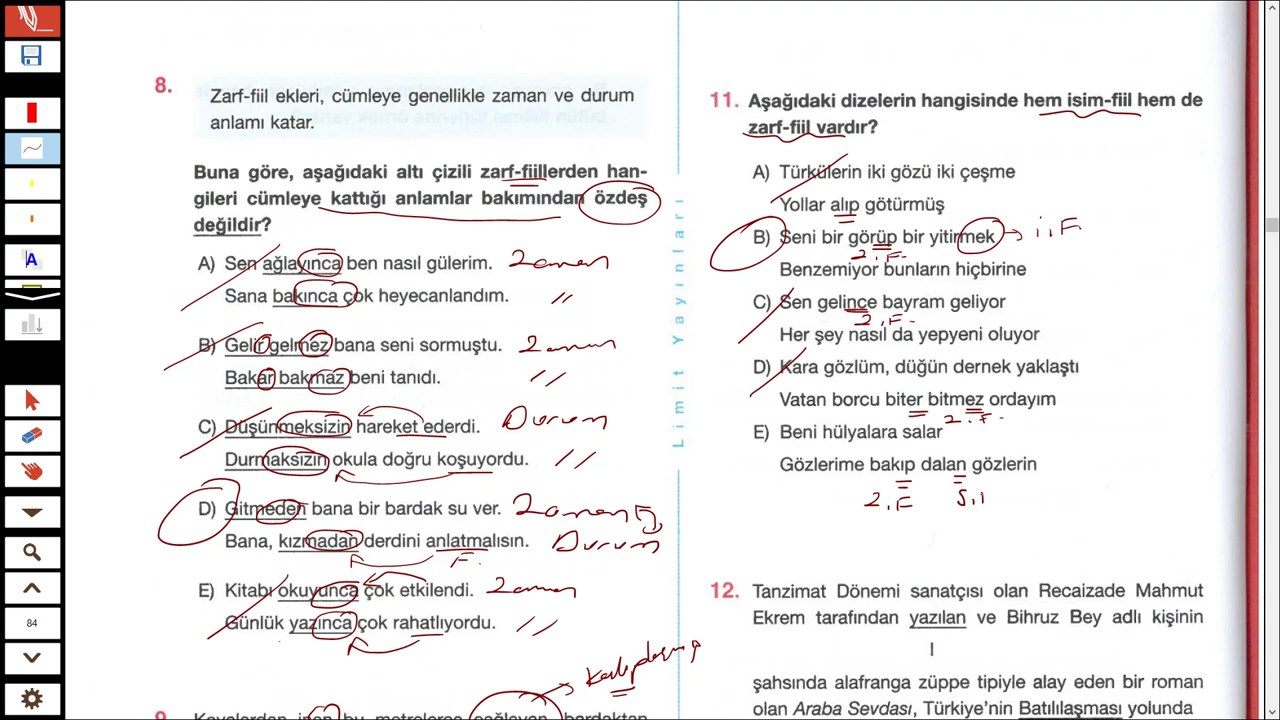 8.
Zarf-fiil ekleri, cümleye genellikle zaman ve durum
anlamı katar.
Buna göre, aşağıdaki altı çizili zarf-fiillerden han-
gileri cümleye kattığı anlamlar bakımından özdeş
değildir?
A) Sen ağlayınca ben nasıl gülerim. Zaman
Sana bakınca çok heyecanlandım. //
B) Gelir gelmez bana seni sormuştu. Zaman
Bakar bakmaz beni tanıdı. //
C) Düşünmeksizin hareket ederdi. Durum
Durmaksızın okula doğru koşuyordu. //
D) Gitmeden bana bir bardak su ver. Zaman
Bana, kızmadan derdini anlatmalısın. Durum
F.
E) Kitabı okuyunca çok etkilendi. Zaman
Günlük yazınca çok rahatlıyordu. //
Kalıplaşmış
9
Kayalardan inen bu metrelerce sağlayan bardaktan
Limit Yayınları
11. Aşağıdaki dizelerin hangisinde hem isim-fiil hem de
zarf-fiil vardır?
A) Türkülerin iki gözü iki çeşme
Yollar alıp götürmüş
B) Seni bir görüp bir yitirmek → i.F.
Z.F.
Benzemiyor bunların hiçbirine
C) Sen gelince bayram geliyor
Z.F.
Her şey nasıl da yepyeni oluyor
D) Kara gözlüm, düğün dernek yaklaştı
Vatan borcu biter bitmez ordayım
Z.F.
E) Beni hülyalara salar
Gözlerime bakıp dalan gözlerin
Z.F S.F
12. Tanzimat Dönemi sanatçısı olan Recaizade Mahmut
Ekrem tarafından yazılan ve Bihruz Bey adlı kişinin
I
şahsında alafranga züppe tipiyle alay eden bir roman
olan Araba Sevdası, Türkiye'nin Batılılaşması yolunda
A
84